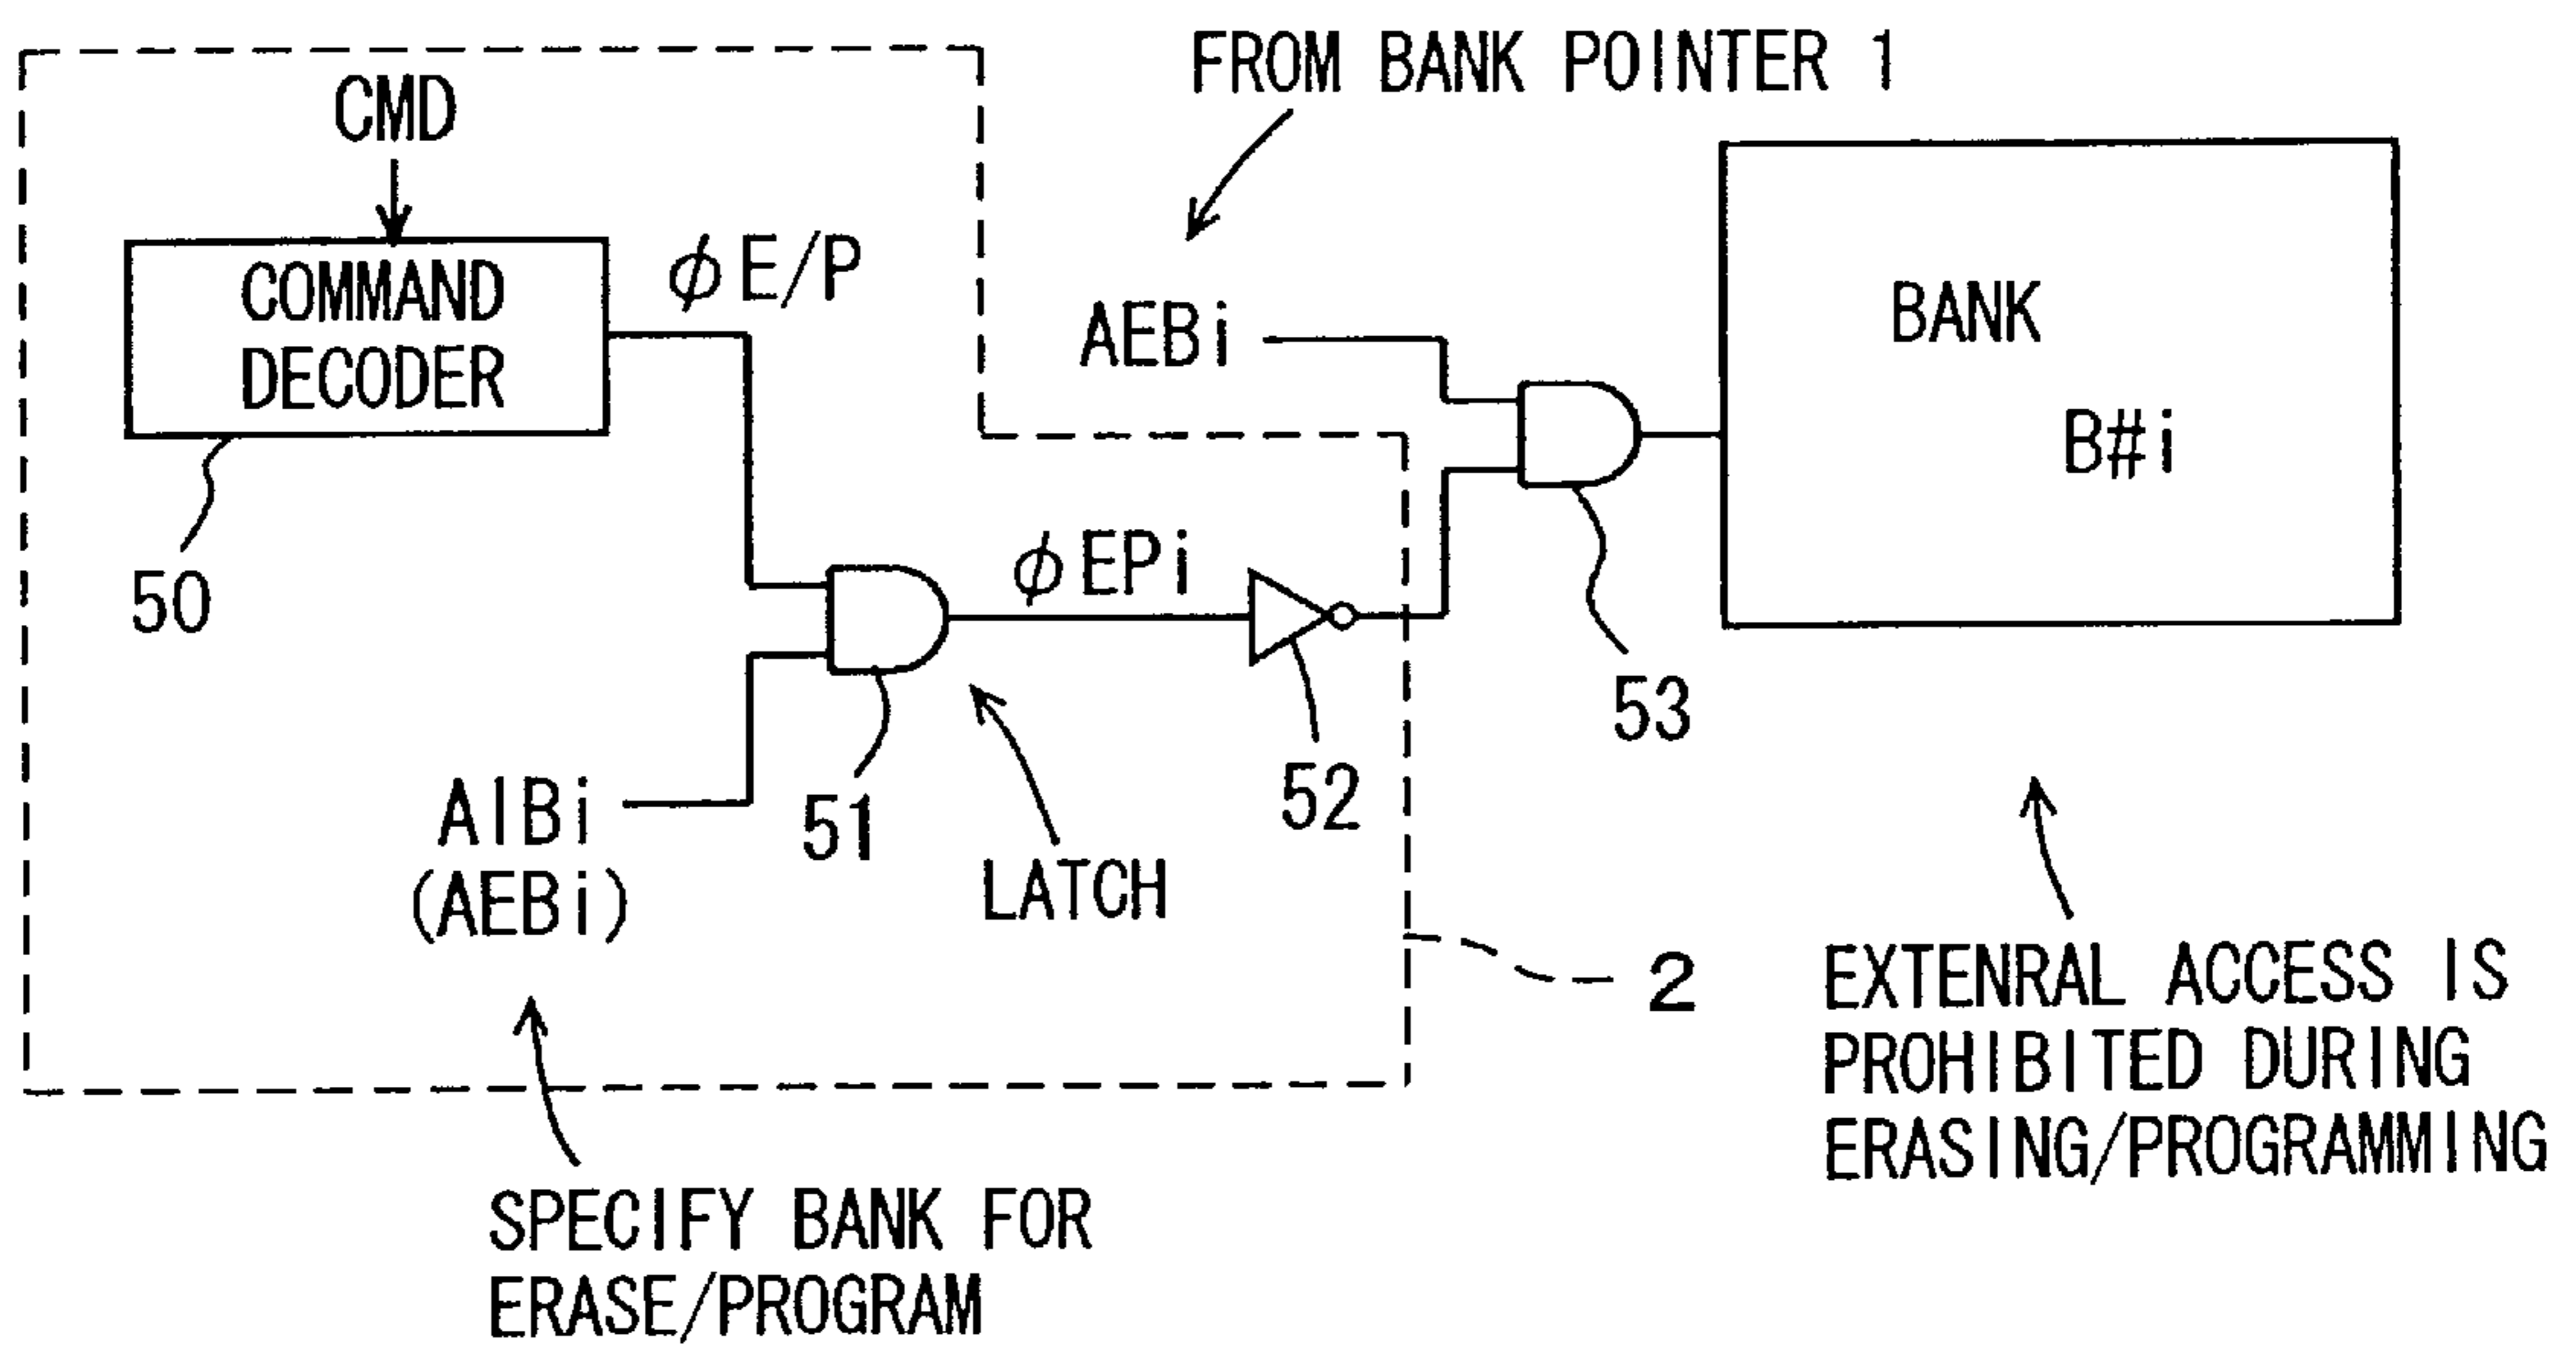 FROM BANK POINTER 1
CMD
COMMAND
DECODER
φE/P
AEBi
BANK
B#i
50
φEPi
53
52
51
AIBi
(AEBi)
LATCH
2
EXTENRAL ACCESS IS
PROHIBITED DURING
ERASING/PROGRAMMING
SPECIFY BANK FOR
ERASE/PROGRAM